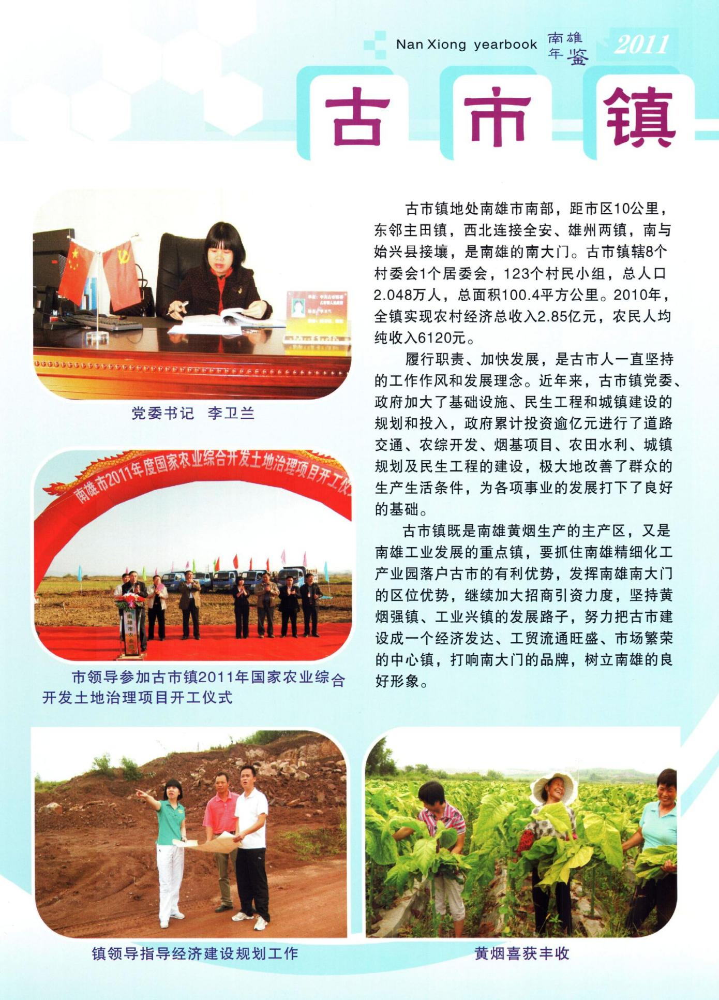 Nan Xiong yearbook 南雄年鉴 2011
古市镇
古市镇地处南雄市南部，距市区10公里，
东邻主田镇，西北连接全安、雄州两镇，南与
始兴县接壤，是南雄的南大门。古市镇辖8个
村委会1个居委会，123个村民小组，总人口
2.048万人，总面积100.4平方公里。2010年，
全镇实现农村经济总收入2.85亿元，农民人均
纯收入6120元。
履行职责、加快发展，是古市人一直坚持
的工作作风和发展理念。近年来，古市镇党委、
政府加大了基础设施、民生工程和城镇建设的
规划和投入，政府累计投资逾亿元进行了道路
交通、农综开发、烟基项目、农田水利、城镇
规划及民生工程的建设，极大地改善了群众的
生产生活条件，为各项事业的发展打下了良好
的基础。
古市镇既是南雄黄烟生产的主产区，又是
南雄工业发展的重点镇，要抓住南雄精细化工
产业园落户古市的有利优势，发挥南雄南大门
的区位优势，继续加大招商引资力度，坚持黄
烟强镇、工业兴镇的发展路子，努力把古市建
设成一个经济发达、工贸流通旺盛、市场繁荣
的中心镇，打响南大门的品牌，树立南雄的良
好形象。
党委书记 李卫兰
南雄市2011年度国家农业综合开发土地治理项目开工仪
南雄市农业
市领导参加古市镇2011年国家农业综合
开发土地治理项目开工仪式
镇领导指导经济建设规划工作
黄烟喜获丰收